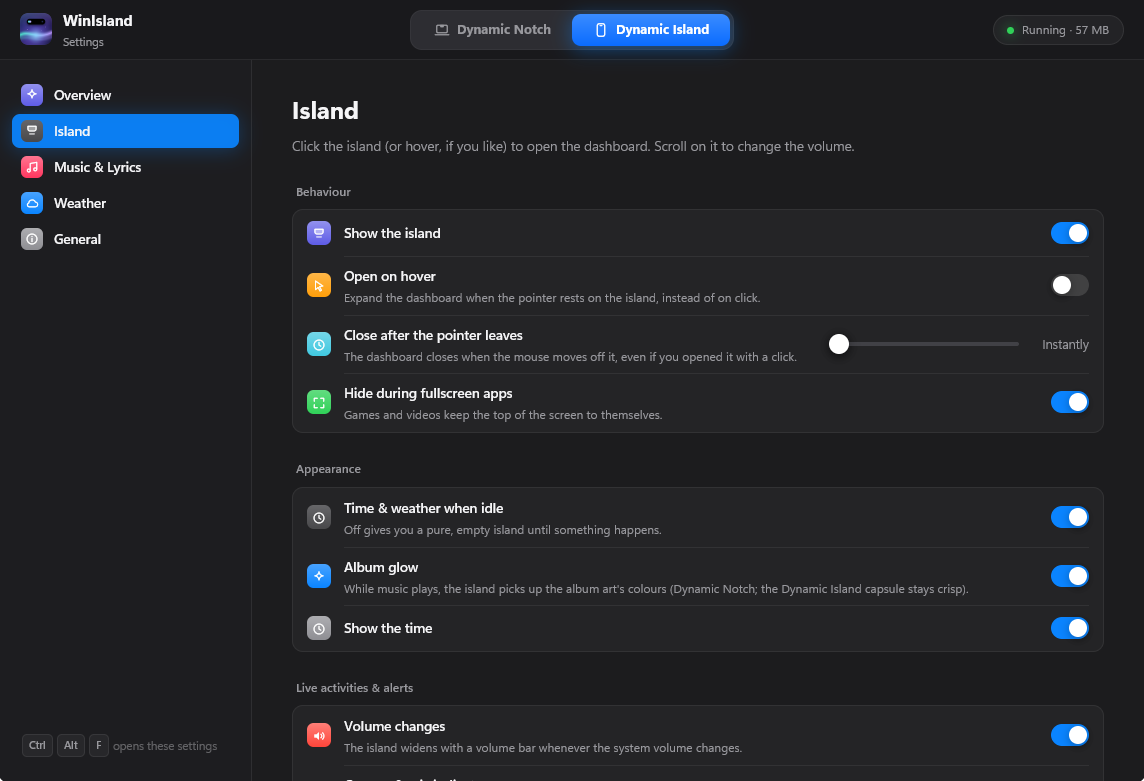 WinIsland
Settings
Dynamic Notch
Dynamic Island
Running · 57 MB
Overview
Island
Music & Lyrics
Weather
General
Ctrl Alt F opens these settings
Island
Click the island (or hover, if you like) to open the dashboard. Scroll on it to change the volume.
Behaviour
Show the island
Open on hover
Expand the dashboard when the pointer rests on the island, instead of on click.
Close after the pointer leaves
The dashboard closes when the mouse moves off it, even if you opened it with a click.
Instantly
Hide during fullscreen apps
Games and videos keep the top of the screen to themselves.
Appearance
Time & weather when idle
Off gives you a pure, empty island until something happens.
Album glow
While music plays, the island picks up the album art's colours (Dynamic Notch; the Dynamic Island capsule stays crisp).
Show the time
Live activities & alerts
Volume changes
The island widens with a volume bar whenever the system volume changes.